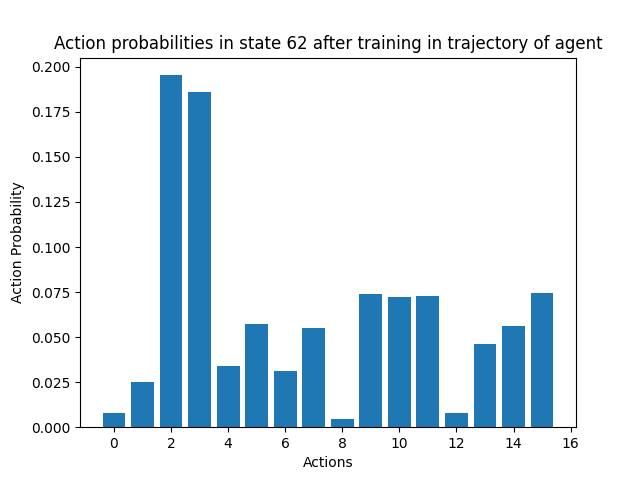 Action probabilities in state 62 after training in trajectory of agent
0.200
0.175
0.150
0.125
0.100
0.075
0.050
0.025
0.000
Action Probability
0 2 4 6 8 10 12 14 16
Actions